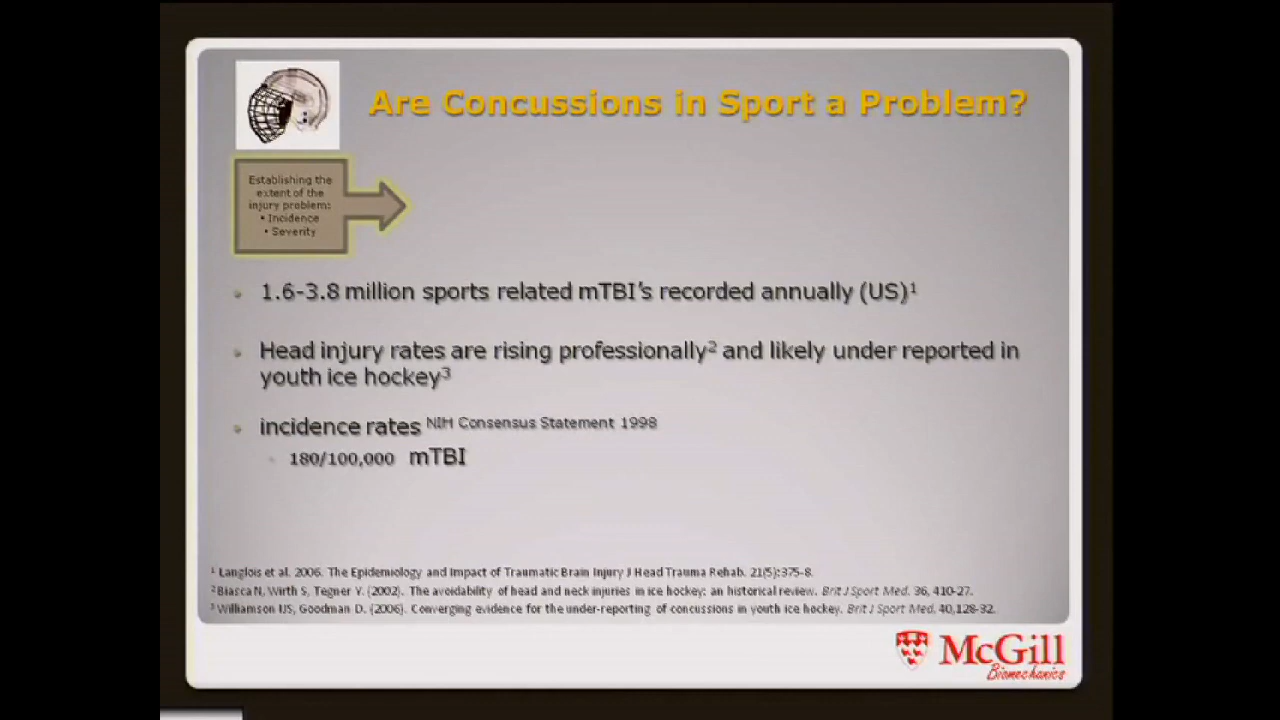 Are Concussions in Sport a Problem?
Establishing the
extent of the
injury problem:
• Incidence
• Severity
• 1.6-3.8 million sports related mTBI's recorded annually (US)¹
• Head injury rates are rising professionally² and likely under reported in
youth ice hockey³
• incidence rates NIH Consensus Statement 1998
• 180/100,000 mTBI
¹ Langlois et al. 2006. The Epidemiology and Impact of Traumatic Brain Injury J Head Trauma Rehab. 21(5):375-8.
² Biasca N, Wirth S, Tegner Y. (2002). The avoidability of head and neck injuries in ice hockey: an historical review. Brit J Sport Med. 36, 410-27.
³ Williamson IJS, Goodman D. (2006). Converging evidence for the under-reporting of concussions in youth ice hockey. Brit J Sport Med. 40,128-32.
McGill
Biomechanics